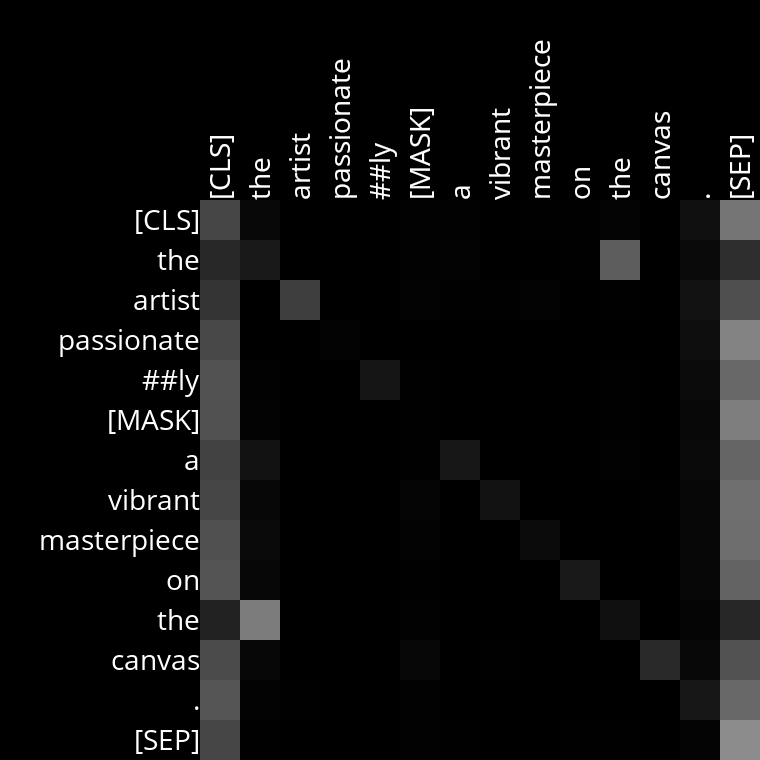 [CLS] the artist passionate ##ly [MASK] a vibrant masterpiece on the canvas . [SEP]
[CLS]
the
artist
passionate
##ly
[MASK]
a
vibrant
masterpiece
on
the
canvas
.
[SEP]